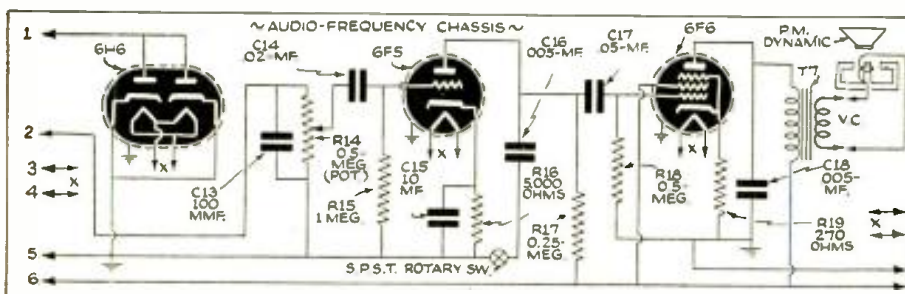 ~ AUDIO-FREQUENCY CHASSIS ~
1
6H6
C14
.02-MF.
6F5
C16
.005-MF.
C17
.05-MF.
6F6
P.M.
DYNAMIC
T7
V.C.
2
3
X
4
X
C13
100
MMF.
R14
0.5-
MEG
(POT.)
R15
1 MEG.
X
C15
10
MF.
R16
5,000
OHMS
R17
0.25-
MEG.
X
R18
0.5-
MEG.
C18
.005-
MF.
R19
270
OHMS
X
5
S.P.S.T. ROTARY SW.
6